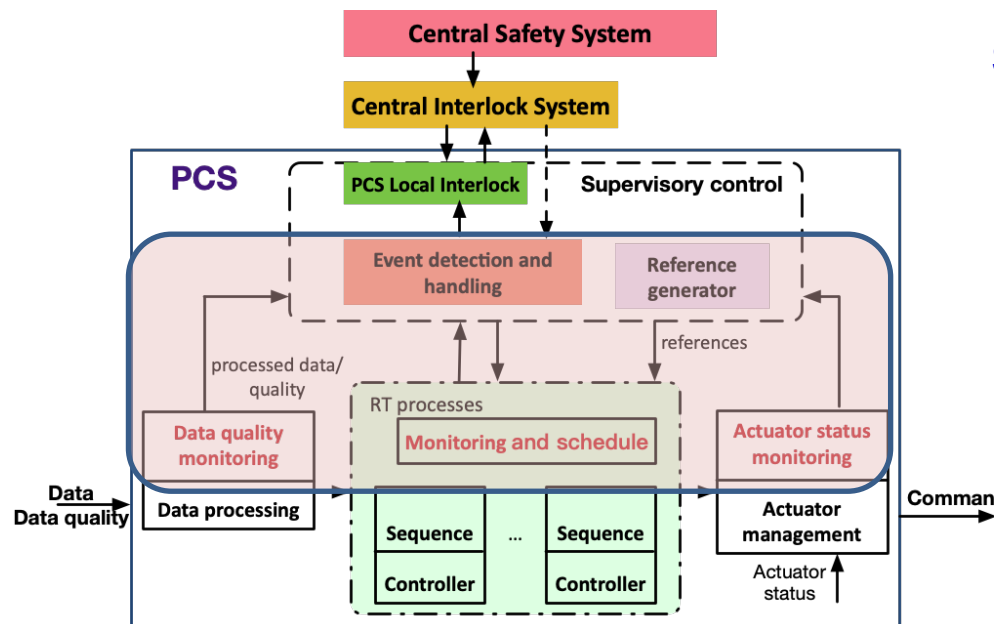 Central Safety System
Central Interlock System
PCS
PCS Local Interlock
Supervisory control
Event detection and
handling
Reference
generator
processed data/
quality
references
RT processes
Monitoring and schedule
Data quality
monitoring
Actuator status
monitoring
Data
Data quality
Data processing
Sequence
...
Sequence
Controller
Controller
Actuator
management
Comman
Actuator
status